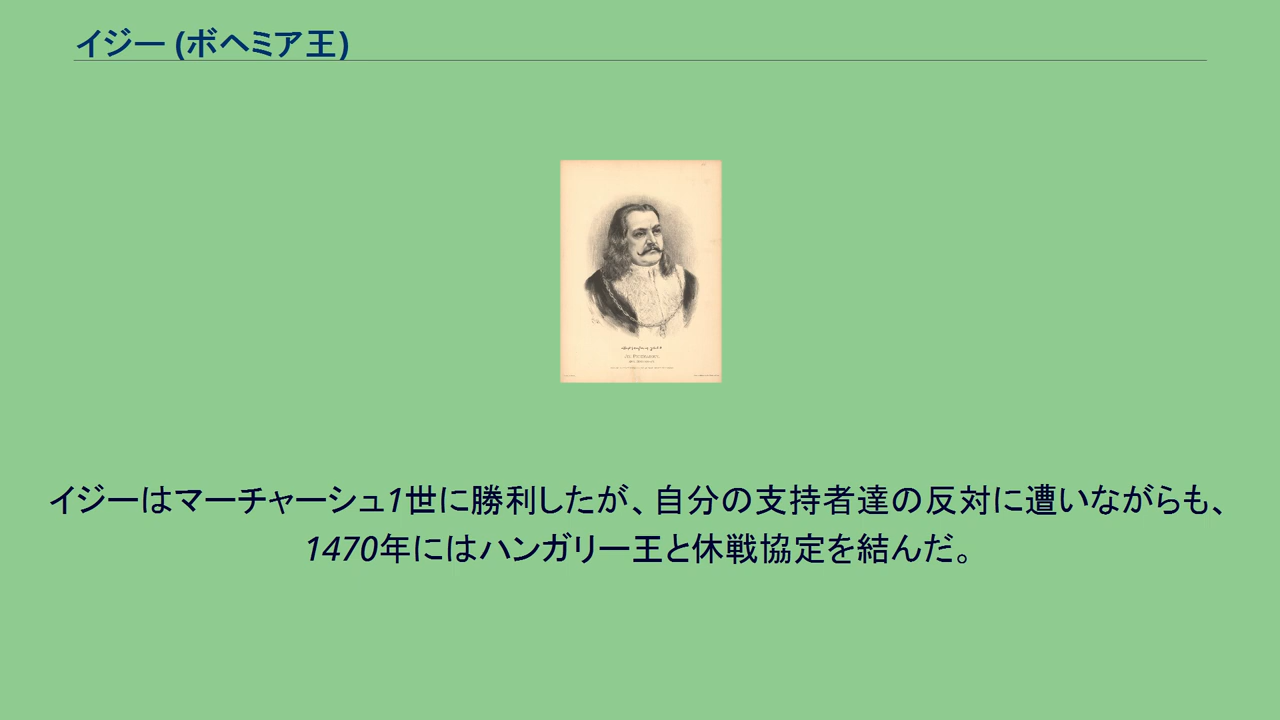 イジー (ボヘミア王)
イジーはマーチャーシュ1世に勝利したが、自分の支持者達の反対に遭いながらも、
1470年にはハンガリー王と休戦協定を結んだ。